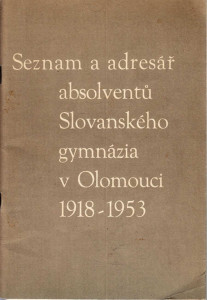 Seznam a adresář
absolventů
Slovanského
gymnázia
v Olomouci
1918-1953